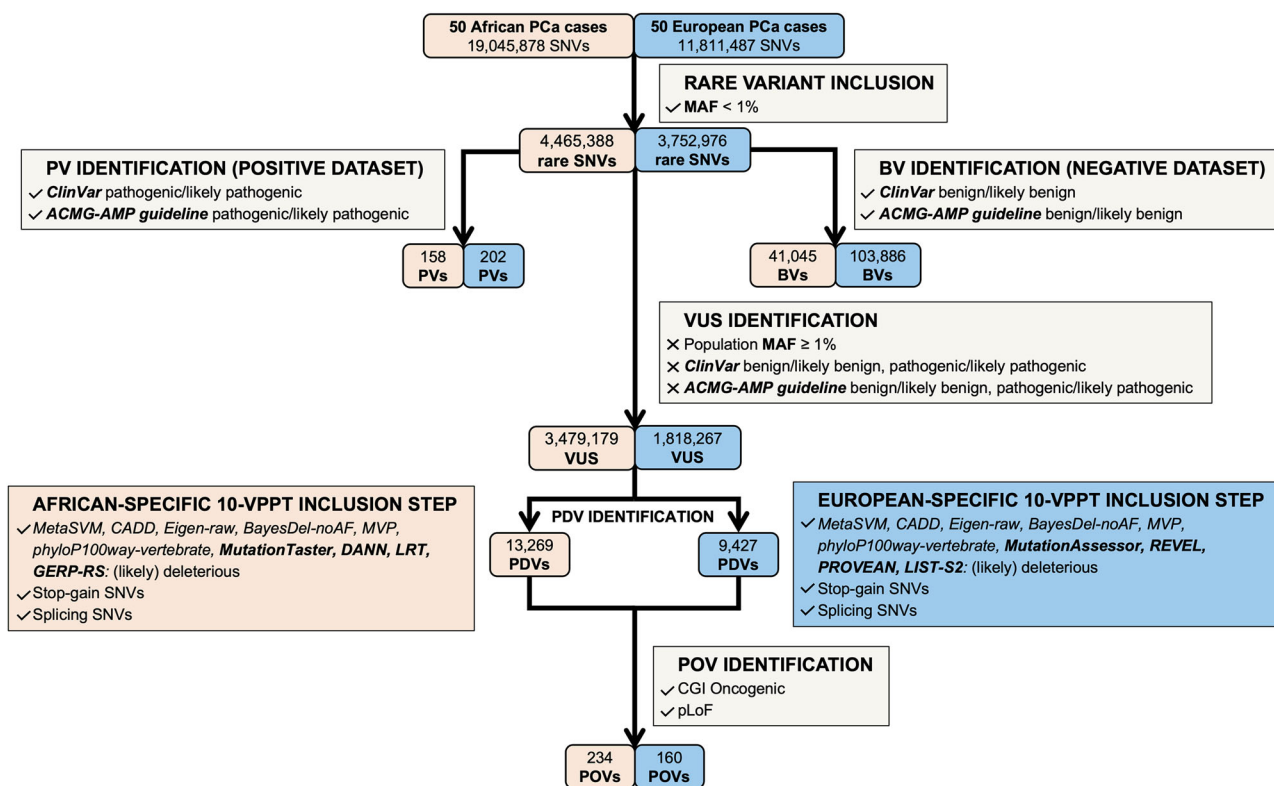 50 African PCa cases
19,045,878 SNVs
50 European PCa cases
11,811,487 SNVs
RARE VARIANT INCLUSION
✓ MAF < 1%
4,465,388
rare SNVs
3,752,976
rare SNVs
PV IDENTIFICATION (POSITIVE DATASET)
✓ ClinVar pathogenic/likely pathogenic
✓ ACMG-AMP guideline pathogenic/likely pathogenic
BV IDENTIFICATION (NEGATIVE DATASET)
✓ ClinVar benign/likely benign
✓ ACMG-AMP guideline benign/likely benign
158
PVs
202
PVs
41,045
BVs
103,886
BVs
VUS IDENTIFICATION
✕ Population MAF ≥ 1%
✕ ClinVar benign/likely benign, pathogenic/likely pathogenic
✕ ACMG-AMP guideline benign/likely benign, pathogenic/likely pathogenic
3,479,179
VUS
1,818,267
VUS
AFRICAN-SPECIFIC 10-VPPT INCLUSION STEP
✓ MetaSVM, CADD, Eigen-raw, BayesDel-noAF, MVP,
phyloP100way-vertebrate, MutationTaster, DANN, LRT,
GERP-RS: (likely) deleterious
✓ Stop-gain SNVs
✓ Splicing SNVs
PDV IDENTIFICATION
13,269
PDVs
9,427
PDVs
EUROPEAN-SPECIFIC 10-VPPT INCLUSION STEP
✓ MetaSVM, CADD, Eigen-raw, BayesDel-noAF, MVP,
phyloP100way-vertebrate, MutationAssessor, REVEL,
PROVEAN, LIST-S2: (likely) deleterious
✓ Stop-gain SNVs
✓ Splicing SNVs
POV IDENTIFICATION
✓ CGI Oncogenic
✓ pLoF
234
POVs
160
POVs